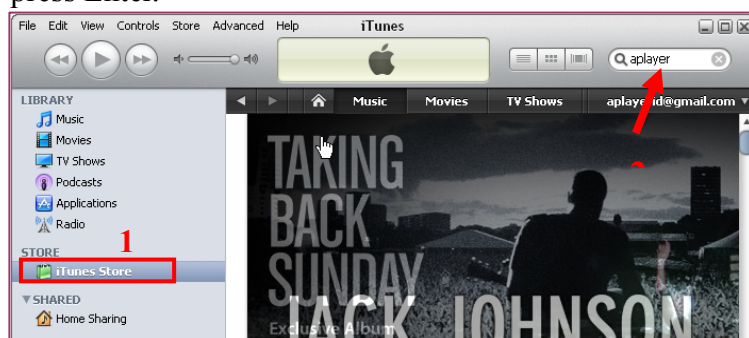 press Enter.
File Edit View Controls Store Advanced Help iTunes
aplayer
LIBRARY
Music Movies TV Shows aplayerid@gmail.com
Music
Movies
TV Shows
Podcasts
Applications
Radio
STORE
1
iTunes Store
SHARED
Home Sharing
TAKING
BACK
SUNDAY
JACK JOHNSON
Exclusive Album